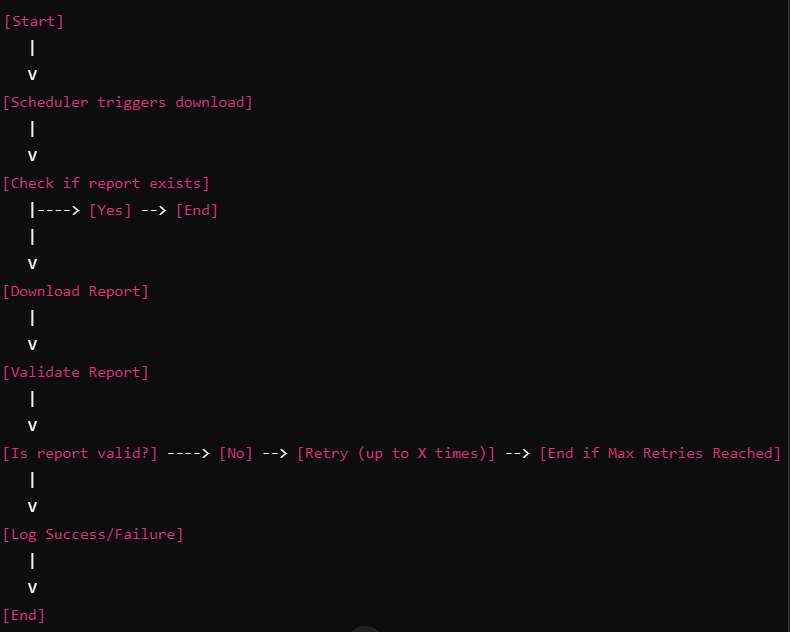 [Start]
|
v
[Scheduler triggers download]
|
v
[Check if report exists]
|----> [Yes] --> [End]
|
v
[Download Report]
|
v
[Validate Report]
|
v
[Is report valid?] ----> [No] --> [Retry (up to X times)] --> [End if Max Retries Reached]
|
v
[Log Success/Failure]
|
v
[End]